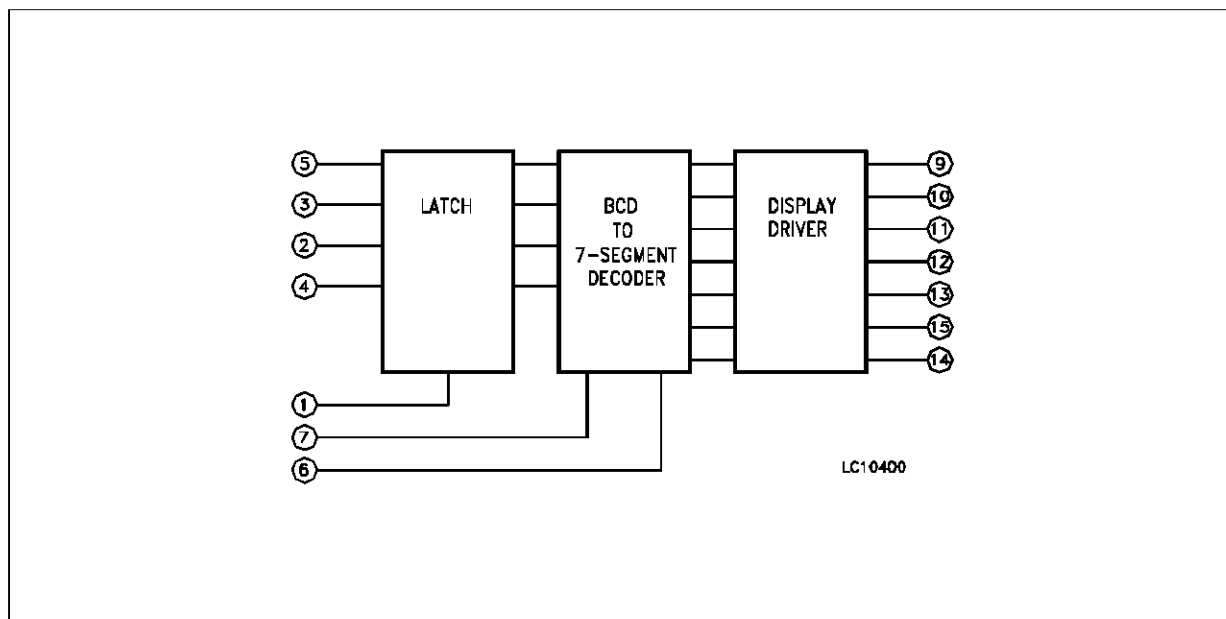 5
3
2
4
1
7
6
LATCH
BCD
TO
7-SEGMENT
DECODER
DISPLAY
DRIVER
9
10
11
12
13
15
14
LC10400